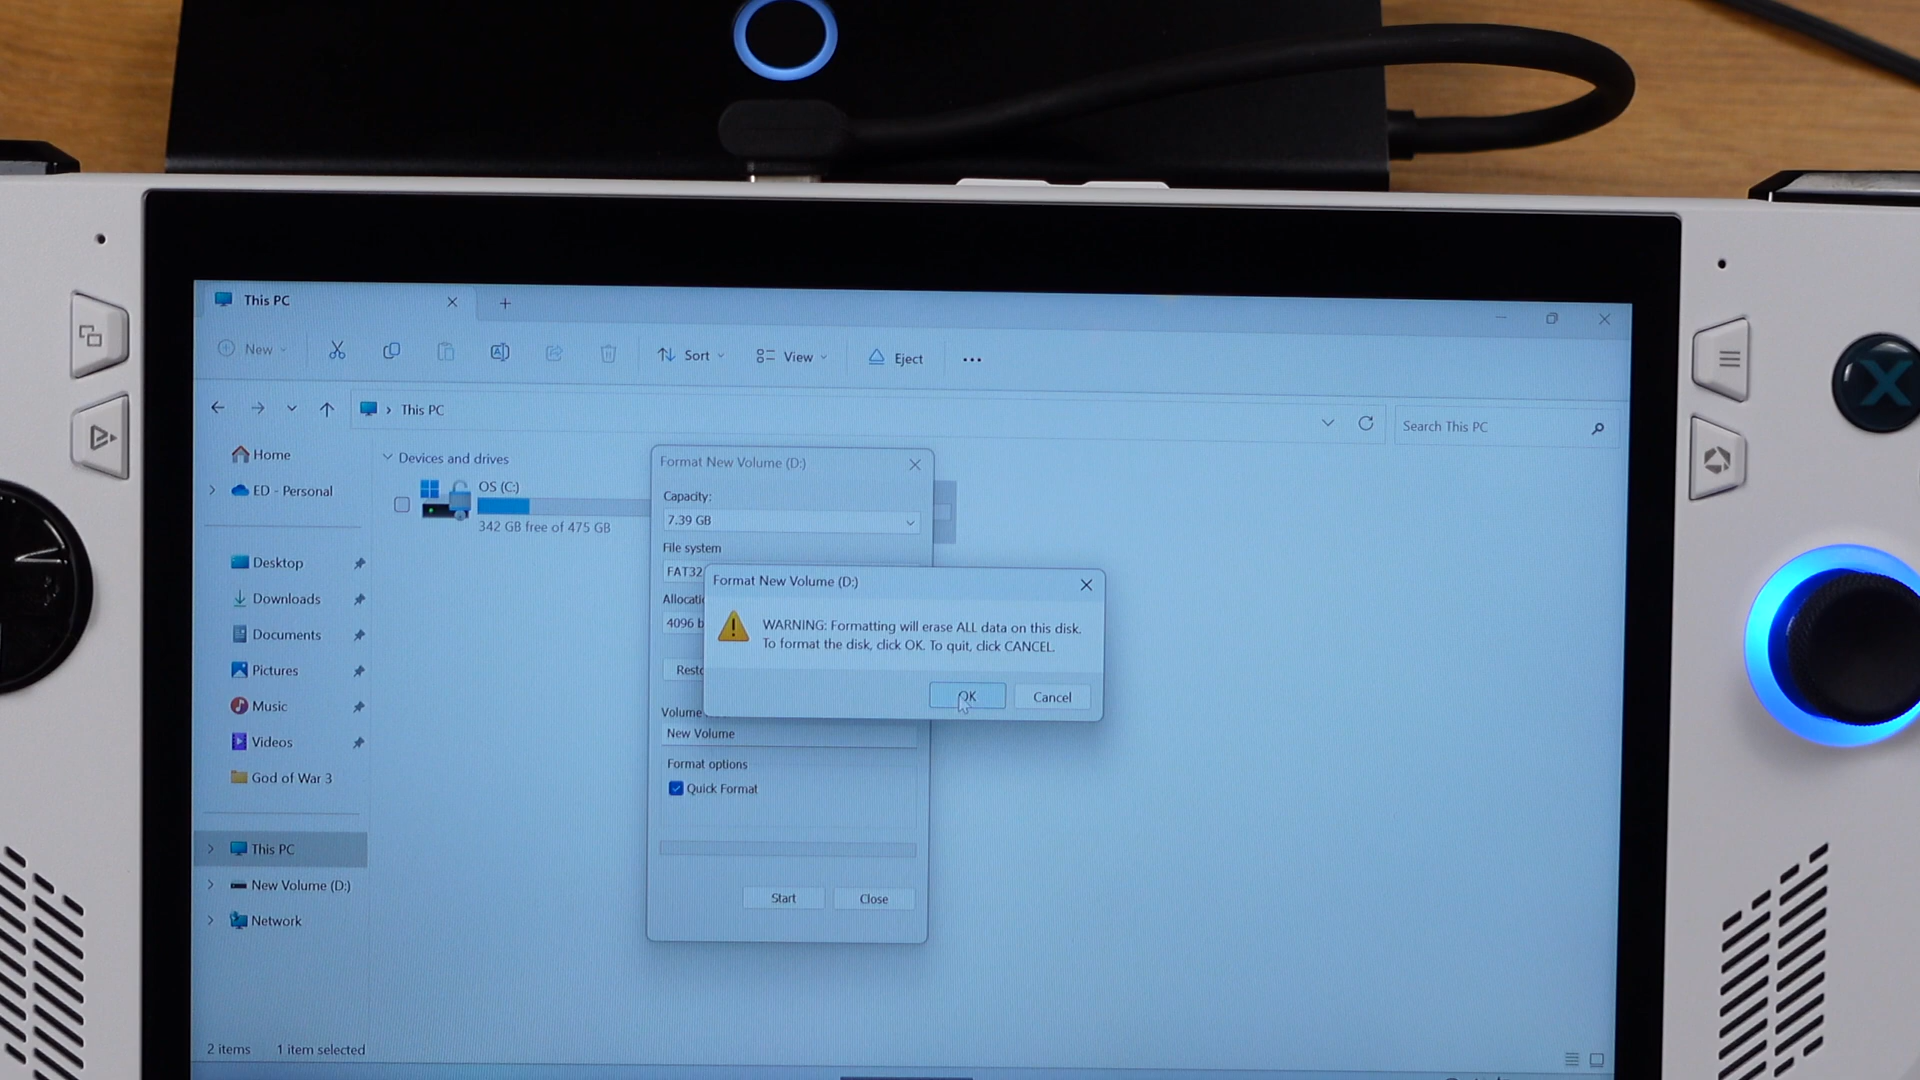 This PC
New
Sort
View
Eject
This PC
Search This PC
Home
ED - Personal
Desktop
Downloads
Documents
Pictures
Music
Videos
God of War 3
This PC
New Volume (D:)
Network
Devices and drives
OS (C:)
342 GB free of 475 GB
Format New Volume (D:)
Capacity:
7.39 GB
File system
FAT32
4096
Volume
New Volume
Format options
Quick Format
Start
Close
Format New Volume (D:)
WARNING: Formatting will erase ALL data on this disk.
To format the disk, click OK. To quit, click CANCEL.
OK
Cancel
2 items
1 item selected
X